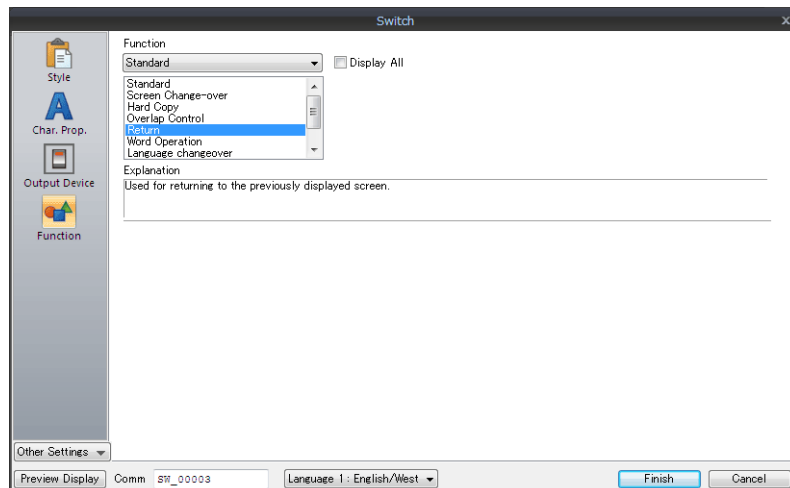 Switch
x
Style
Char. Prop.
Output Device
Function
Function
Standard
Display All
Standard
Screen Change-over
Hard Copy
Overlap Control
Return
Word Operation
Language changeover
Explanation
Used for returning to the previously displayed screen.
Other Settings
Preview Display
Comm
SW_00003
Language 1 : English/West
Finish
Cancel